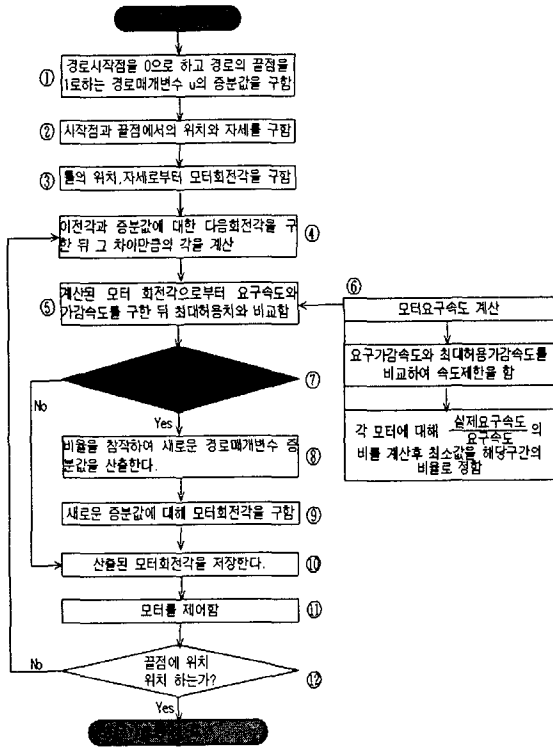 ① 경로시작점을 0으로 하고 경로의 끝점을
1로하는 경로매개변수 u의 증분값을 구함
② 시작점과 끝점에서의 위치와 자세를 구함
③ 툴의 위치,자세로부터 모터회전각을 구함
이전각과 증분값에 대한 다음회전각을 구
한 뒤 그 차이만큼의 각을 계산 ④
⑤ 계산된 모터 회전각으로부터 요구속도와
가감속도를 구한 뒤 최대허용치와 비교함
⑥
모터요구속도 계산
요구가감속도와 최대허용가감속도를
비교하여 속도제한을 함
각 모터에 대해 실제요구속도/요구속도 의
비를 계산후 최소값을 해당구간의
비율로 정함
⑦
No
Yes
비율을 참작하여 새로운 경로매개변수 증
분값을 산출한다. ⑧
새로운 증분값에 대해 모터회전각을 구함 ⑨
산출된 모터회전각을 저장한다. ⑩
모터를 제어함 ⑪
끝점에 위치
위치 하는가? ⑫
No
Yes